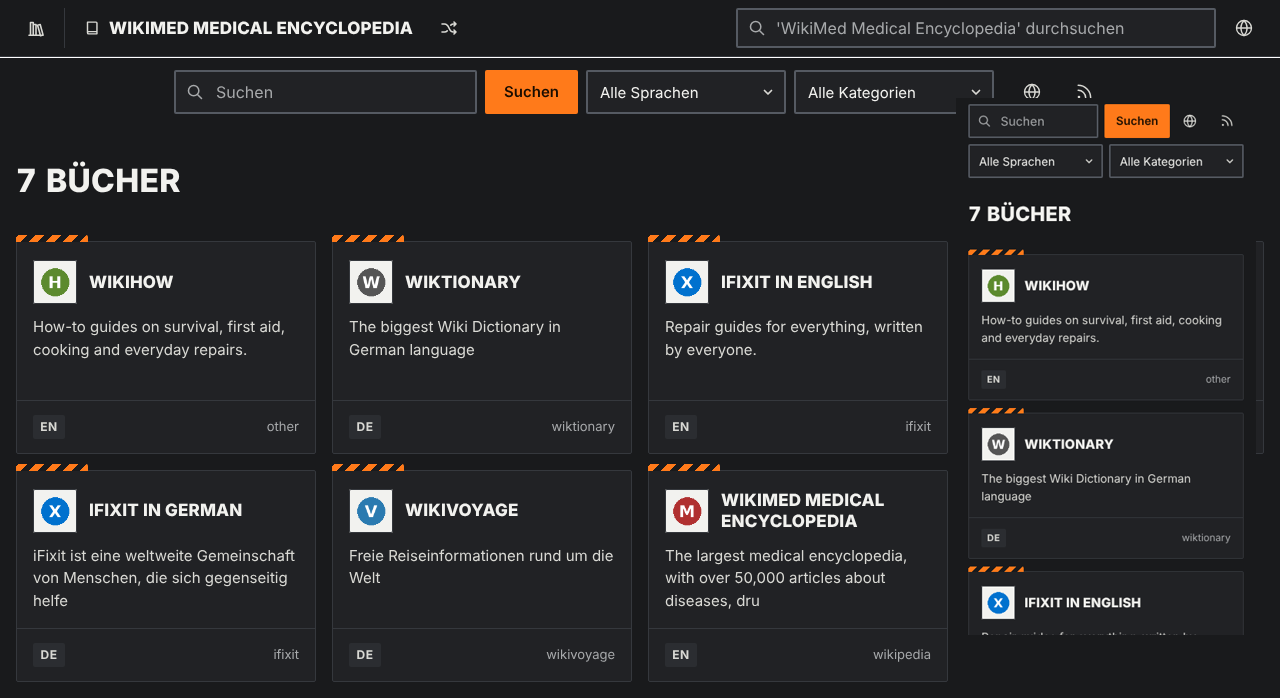 WIKIMED MEDICAL ENCYCLOPEDIA
'WikiMed Medical Encyclopedia' durchsuchen
Suchen
Suchen
Alle Sprachen
Alle Kategorien
7 BÜCHER
H
WIKIHOW
How-to guides on survival, first aid,
cooking and everyday repairs.
EN
other
W
WIKTIONARY
The biggest Wiki Dictionary in
German language
DE
wiktionary
X
IFIXIT IN ENGLISH
Repair guides for everything, written
by everyone.
EN
ifixit
X
IFIXIT IN GERMAN
iFixit ist eine weltweite Gemeinschaft
von Menschen, die sich gegenseitig
helfe
DE
ifixit
V
WIKIVOYAGE
Freie Reiseinformationen rund um die
Welt
DE
wikivoyage
M
WIKIMED MEDICAL
ENCYCLOPEDIA
The largest medical encyclopedia,
with over 50,000 articles about
diseases, dru
EN
wikipedia
Suchen
Suchen
Alle Sprachen
Alle Kategorien
7 BÜCHER
H
WIKIHOW
How-to guides on survival, first aid, cooking
and everyday repairs.
EN
other
W
WIKTIONARY
The biggest Wiki Dictionary in German
language
DE
wiktionary
X
IFIXIT IN ENGLISH